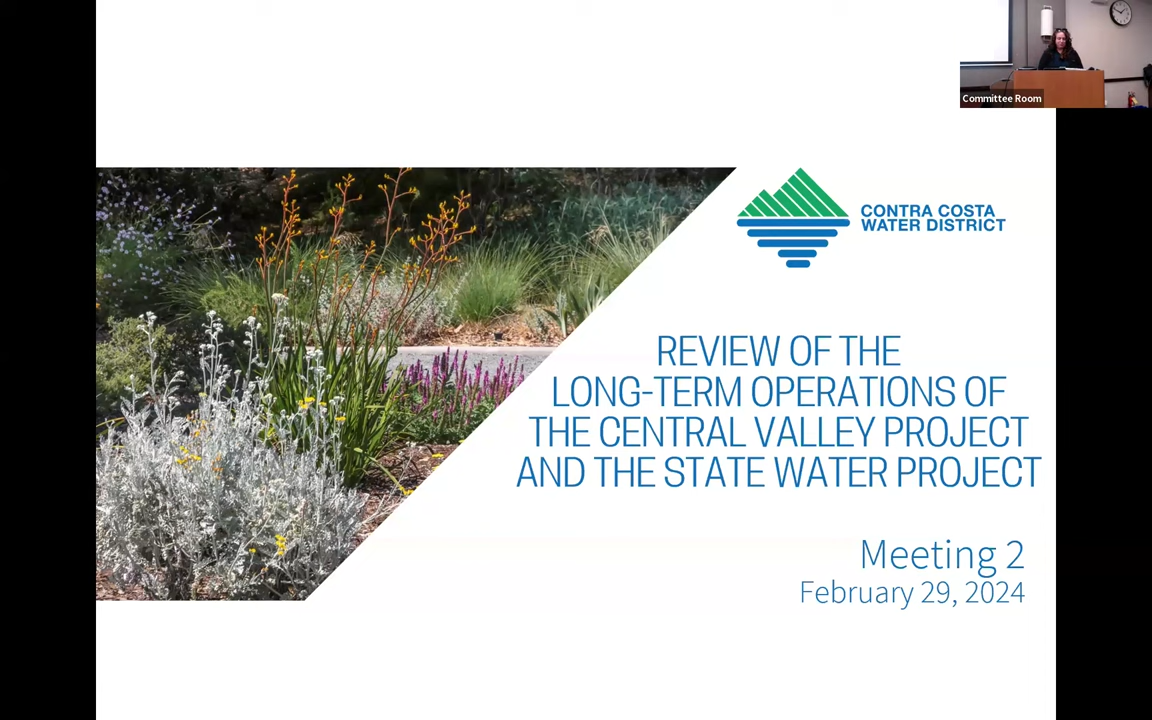 Committee Room
CONTRA COSTA
WATER DISTRICT
REVIEW OF THE
LONG-TERM OPERATIONS OF
THE CENTRAL VALLEY PROJECT
AND THE STATE WATER PROJECT
Meeting 2
February 29, 2024